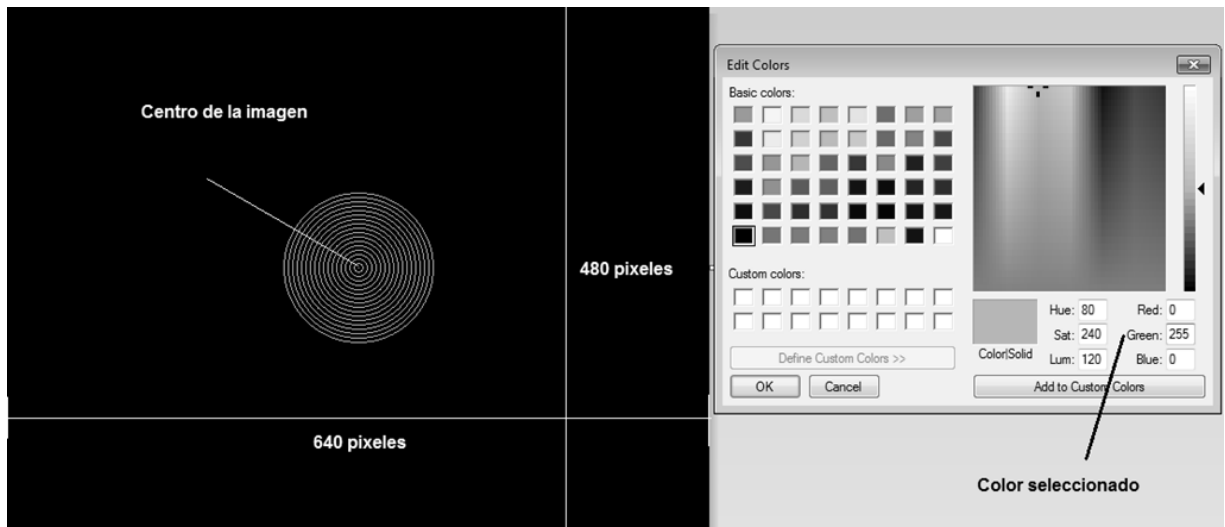 Centro de la imagen
480 pixeles
640 pixeles
Edit Colors
Basic colors:
Custom colors:
Define Custom Colors >>
OK
Cancel
Color|Solid
Hue: 80
Sat: 240
Lum: 120
Red: 0
Green: 255
Blue: 0
Add to Custom Colors
Color seleccionado